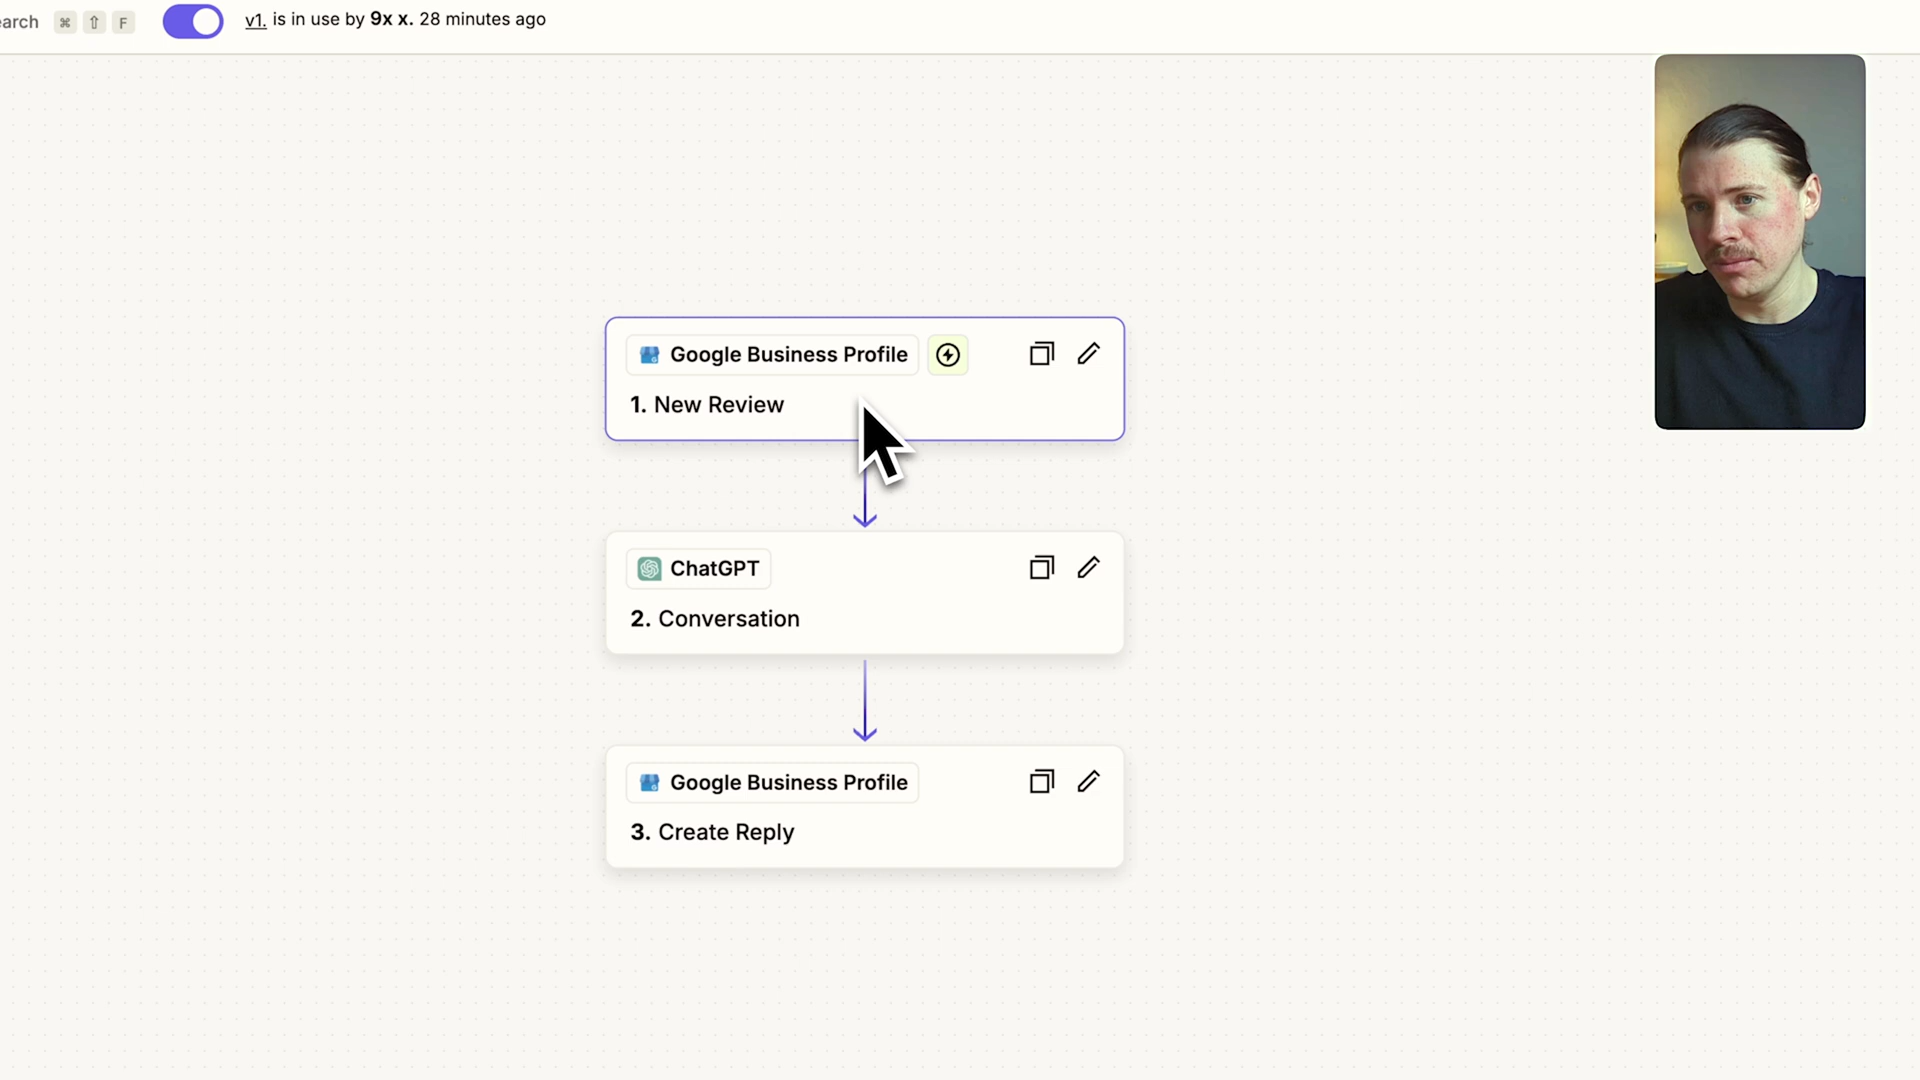 earch ⌘ ⇧ F v1. is in use by 9x x. 28 minutes ago
Google Business Profile
1. New Review
ChatGPT
2. Conversation
Google Business Profile
3. Create Reply